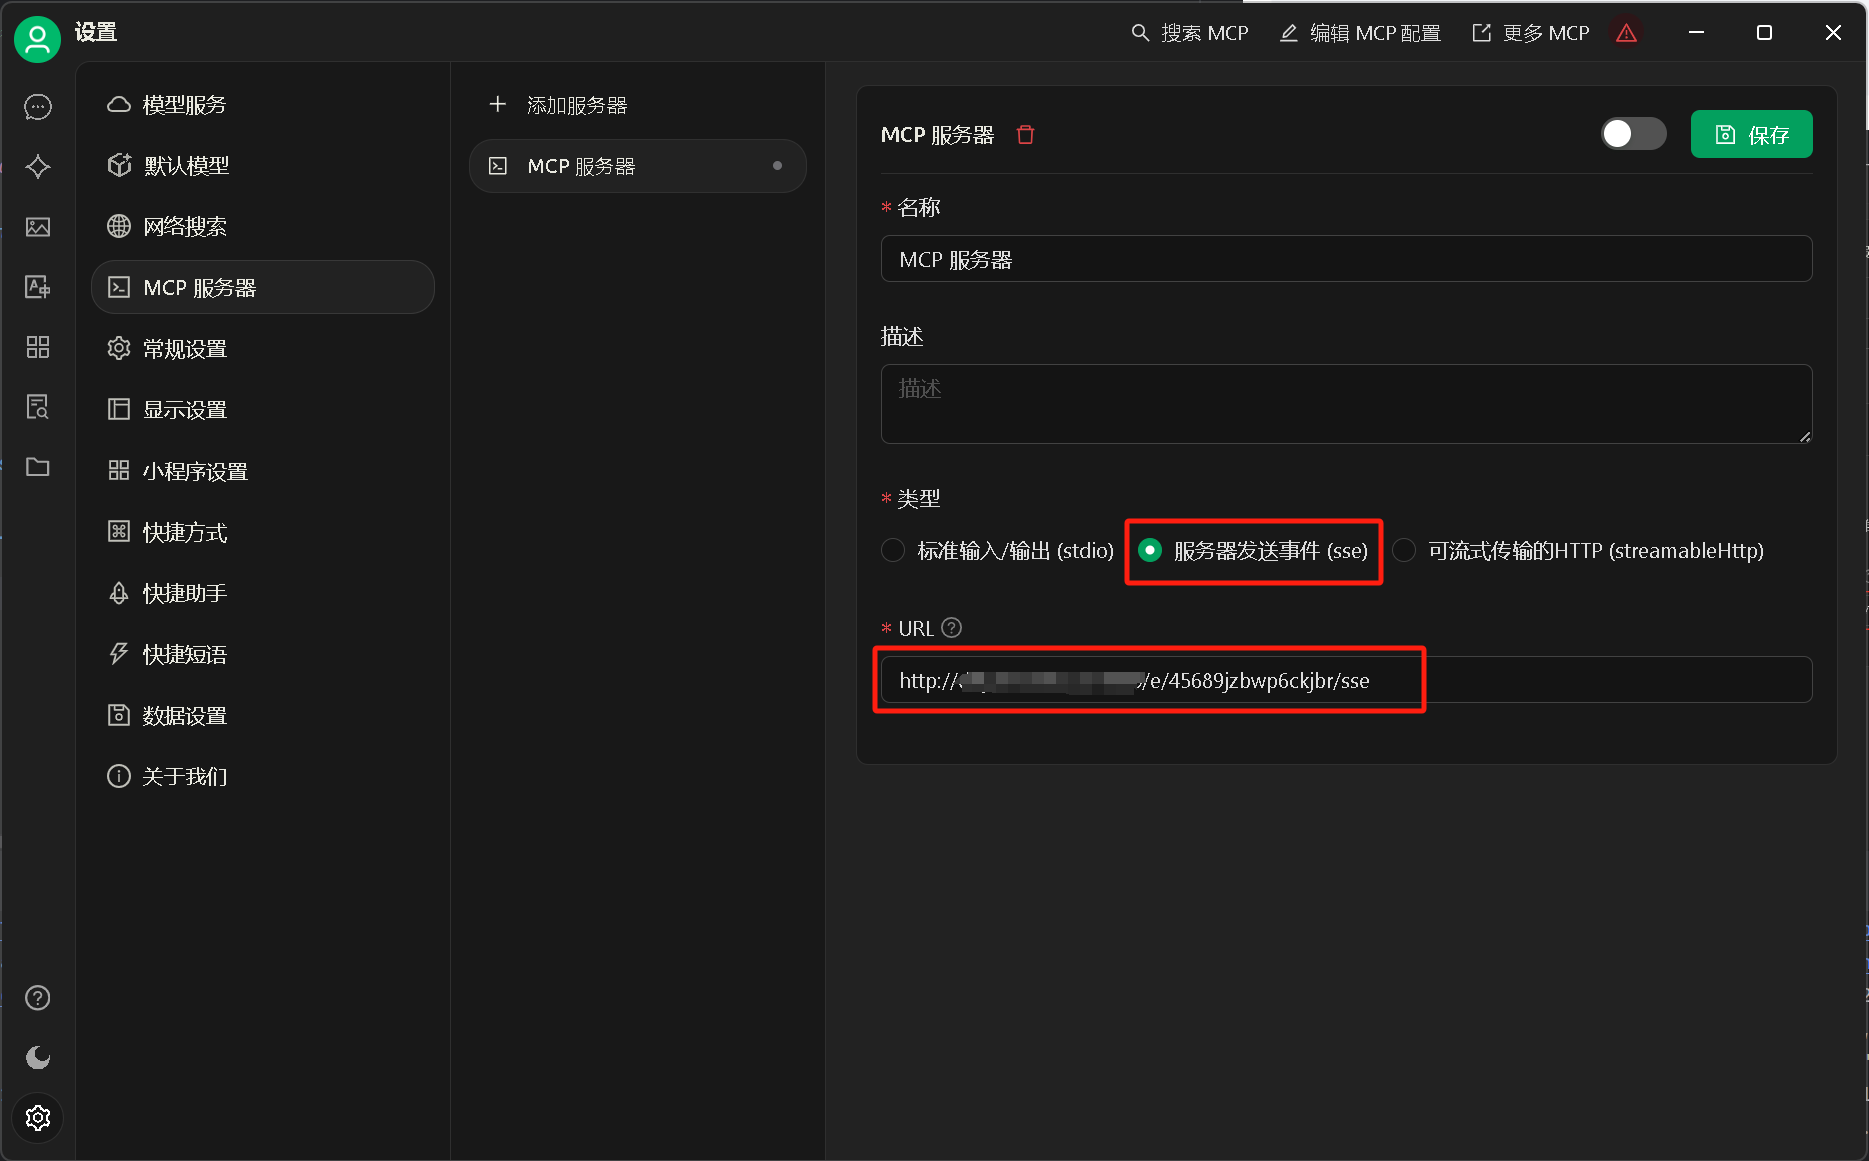 设置
搜索 MCP
编辑 MCP 配置
更多 MCP
模型服务
默认模型
网络搜索
MCP 服务器
常规设置
显示设置
小程序设置
快捷方式
快捷助手
快捷短语
数据设置
关于我们
添加服务器
MCP 服务器
MCP 服务器
保存
* 名称
MCP 服务器
描述
描述
* 类型
标准输入/输出 (stdio)
服务器发送事件 (sse)
可流式传输的HTTP (streamableHttp)
* URL
http:// /e/45689jzbwp6ckjbr/sse